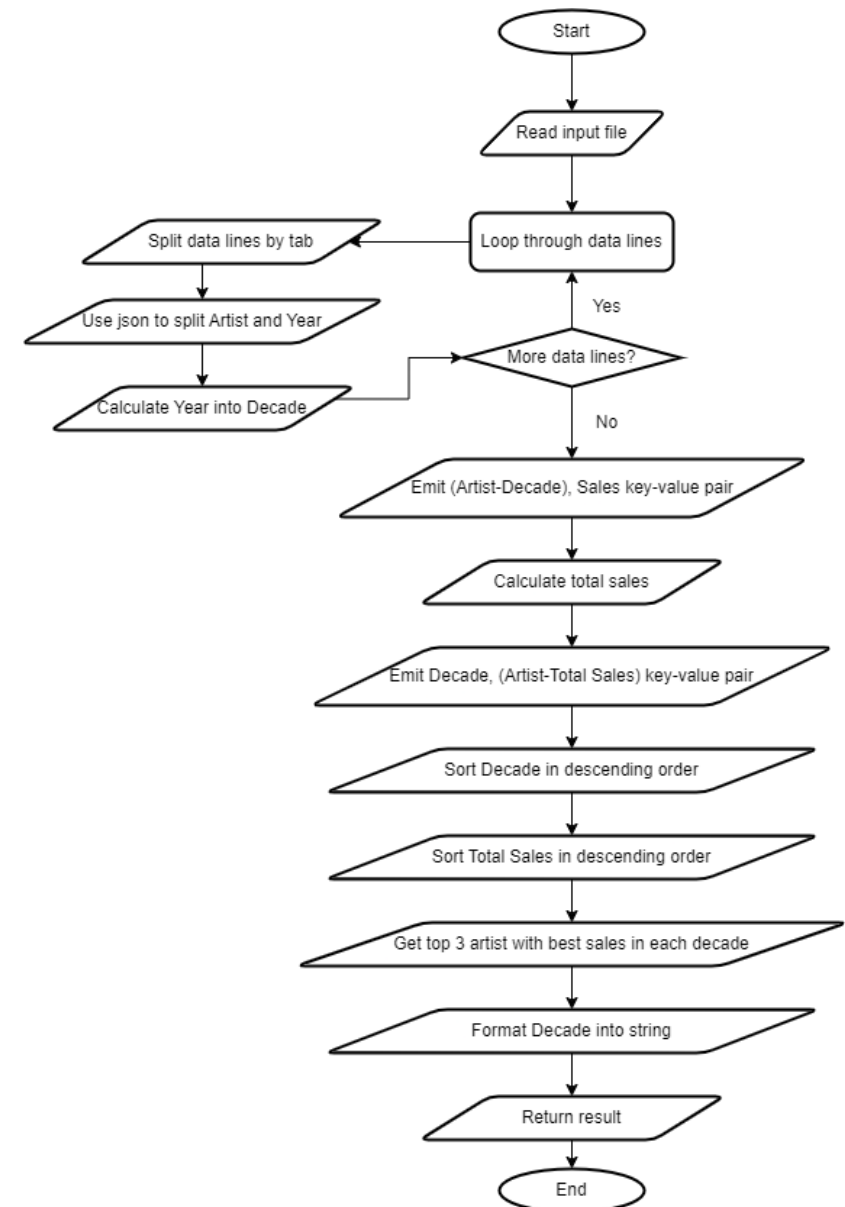 Start
Read input file
Loop through data lines
Split data lines by tab
Use json to split Artist and Year
Calculate Year into Decade
Yes
More data lines?
No
Emit (Artist-Decade), Sales key-value pair
Calculate total sales
Emit Decade, (Artist-Total Sales) key-value pair
Sort Decade in descending order
Sort Total Sales in descending order
Get top 3 artist with best sales in each decade
Format Decade into string
Return result
End